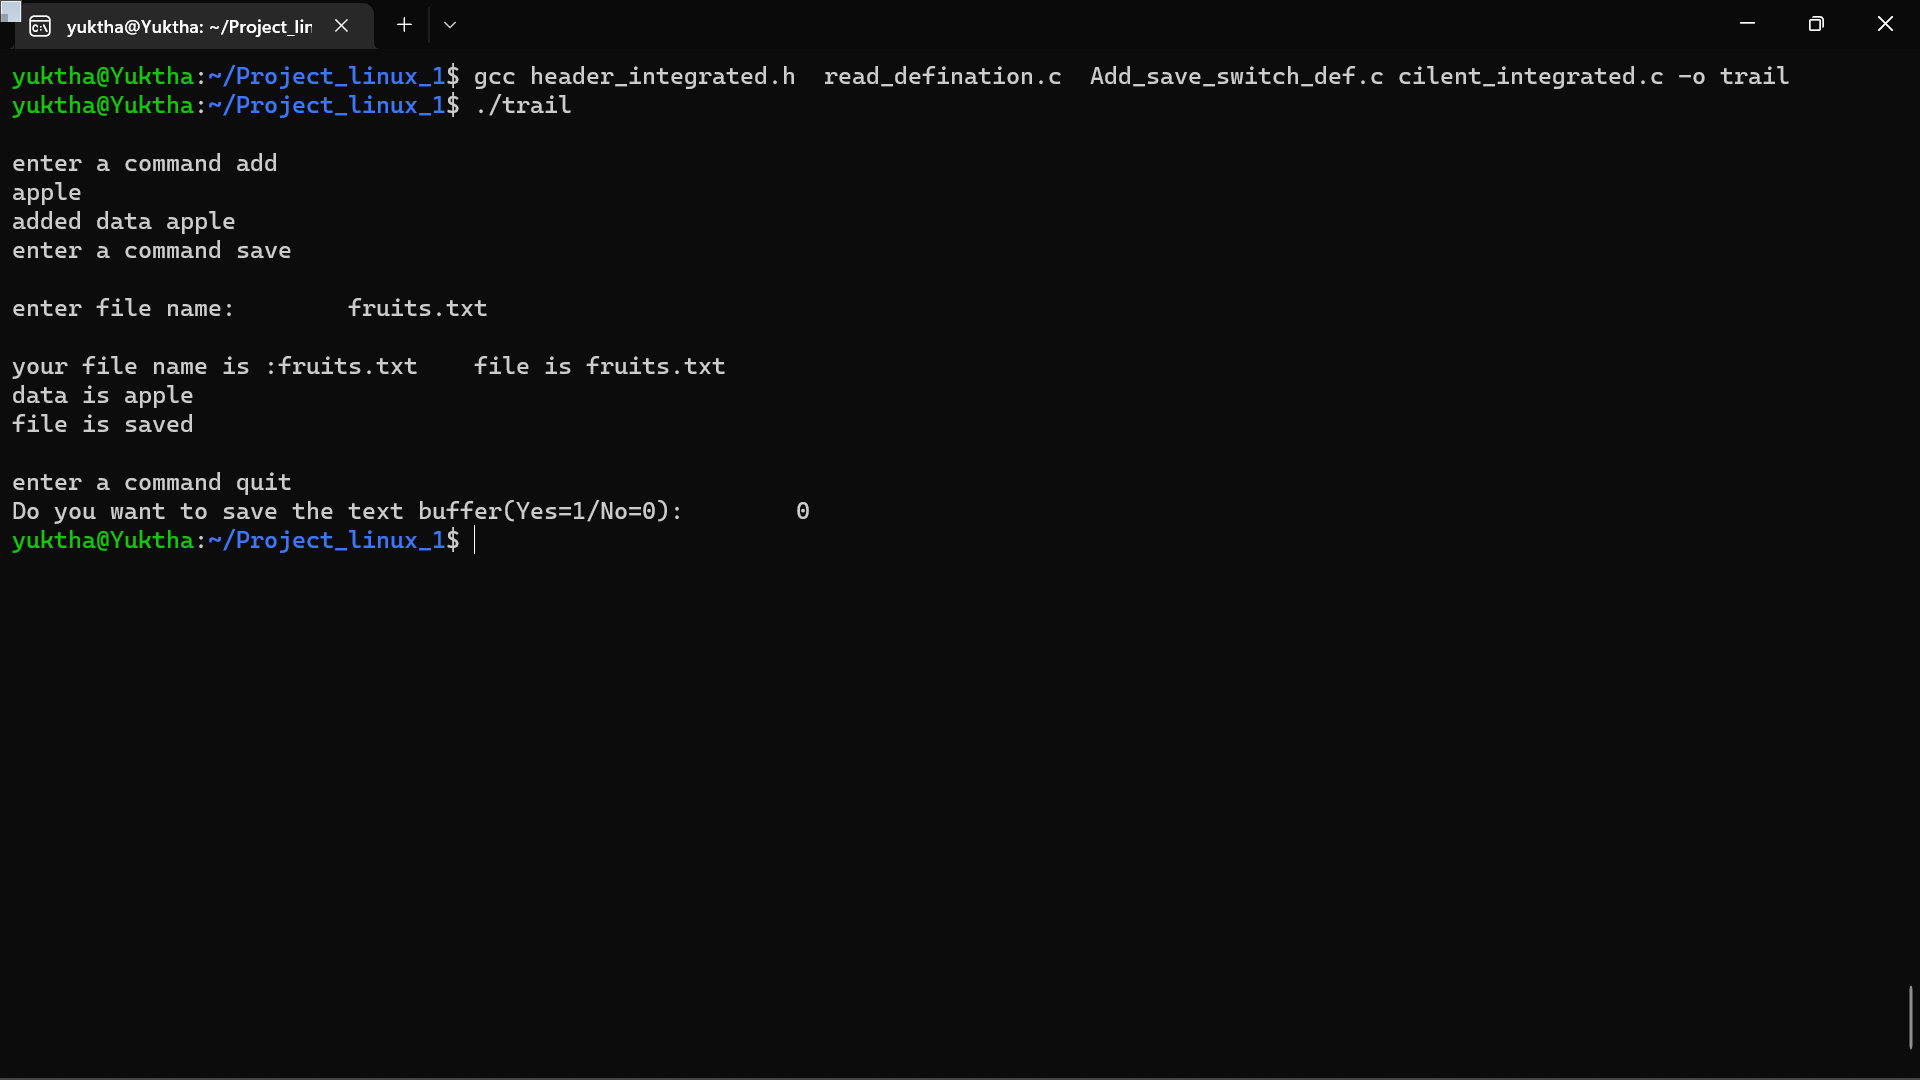 yuktha@Yuktha: ~/Project_lin
yuktha@Yuktha:~/Project_linux_1$ gcc header_integrated.h  read_defination.c  Add_save_switch_def.c cilent_integrated.c -o trail
yuktha@Yuktha:~/Project_linux_1$ ./trail
enter a command add
apple
added data apple
enter a command save
enter file name:        fruits.txt
your file name is :fruits.txt    file is fruits.txt
data is apple
file is saved
enter a command quit
Do you want to save the text buffer(Yes=1/No=0):        0
yuktha@Yuktha:~/Project_linux_1$